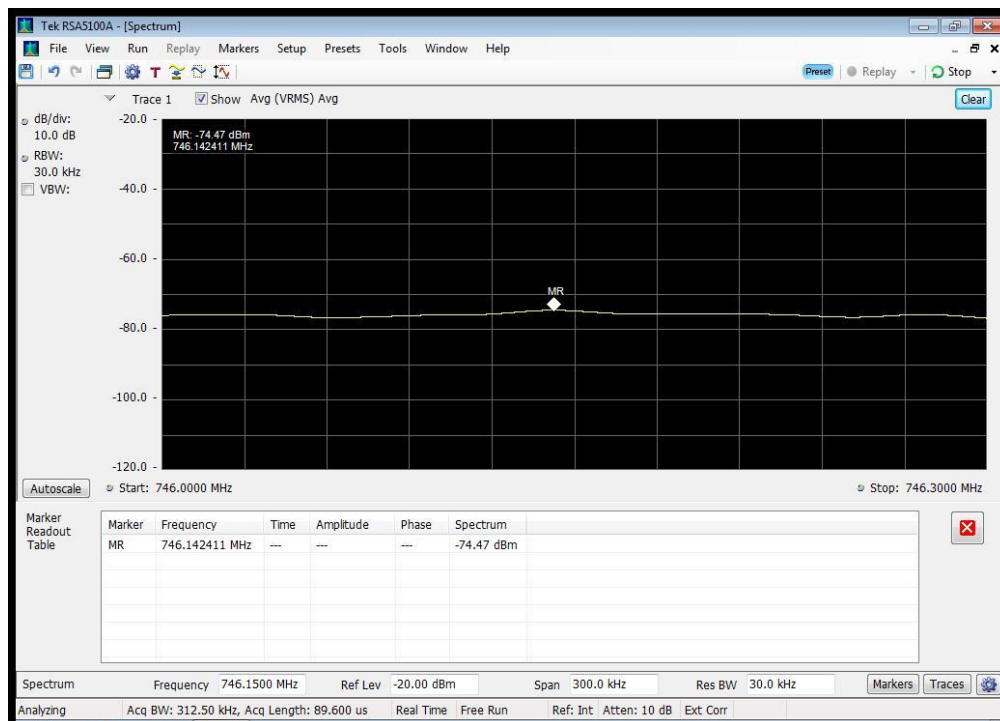 Tek RSA5100A - [Spectrum]
File View Run Replay Markers Setup Presets Tools Window Help
T Preset Replay Stop
Trace 1 Show Avg (VRMS) Avg Clear
dB/div:
10.0 dB
RBW:
30.0 kHz
VBW:
-20.0
MR: -74.47 dBm
746.142411 MHz
-40.0
-60.0
MR
-80.0
-100.0
-120.0
Autoscale Start: 746.0000 MHz Stop: 746.3000 MHz
Marker
Readout
Table
Marker Frequency Time Amplitude Phase Spectrum
MR 746.142411 MHz --- --- --- -74.47 dBm
Spectrum Frequency 746.1500 MHz Ref Lev -20.00 dBm Span 300.0 kHz Res BW 30.0 kHz Markers Traces
Analyzing Acq BW: 312.50 kHz, Acq Length: 89.600 us Real Time Free Run Ref: Int Atten: 10 dB Ext Corr